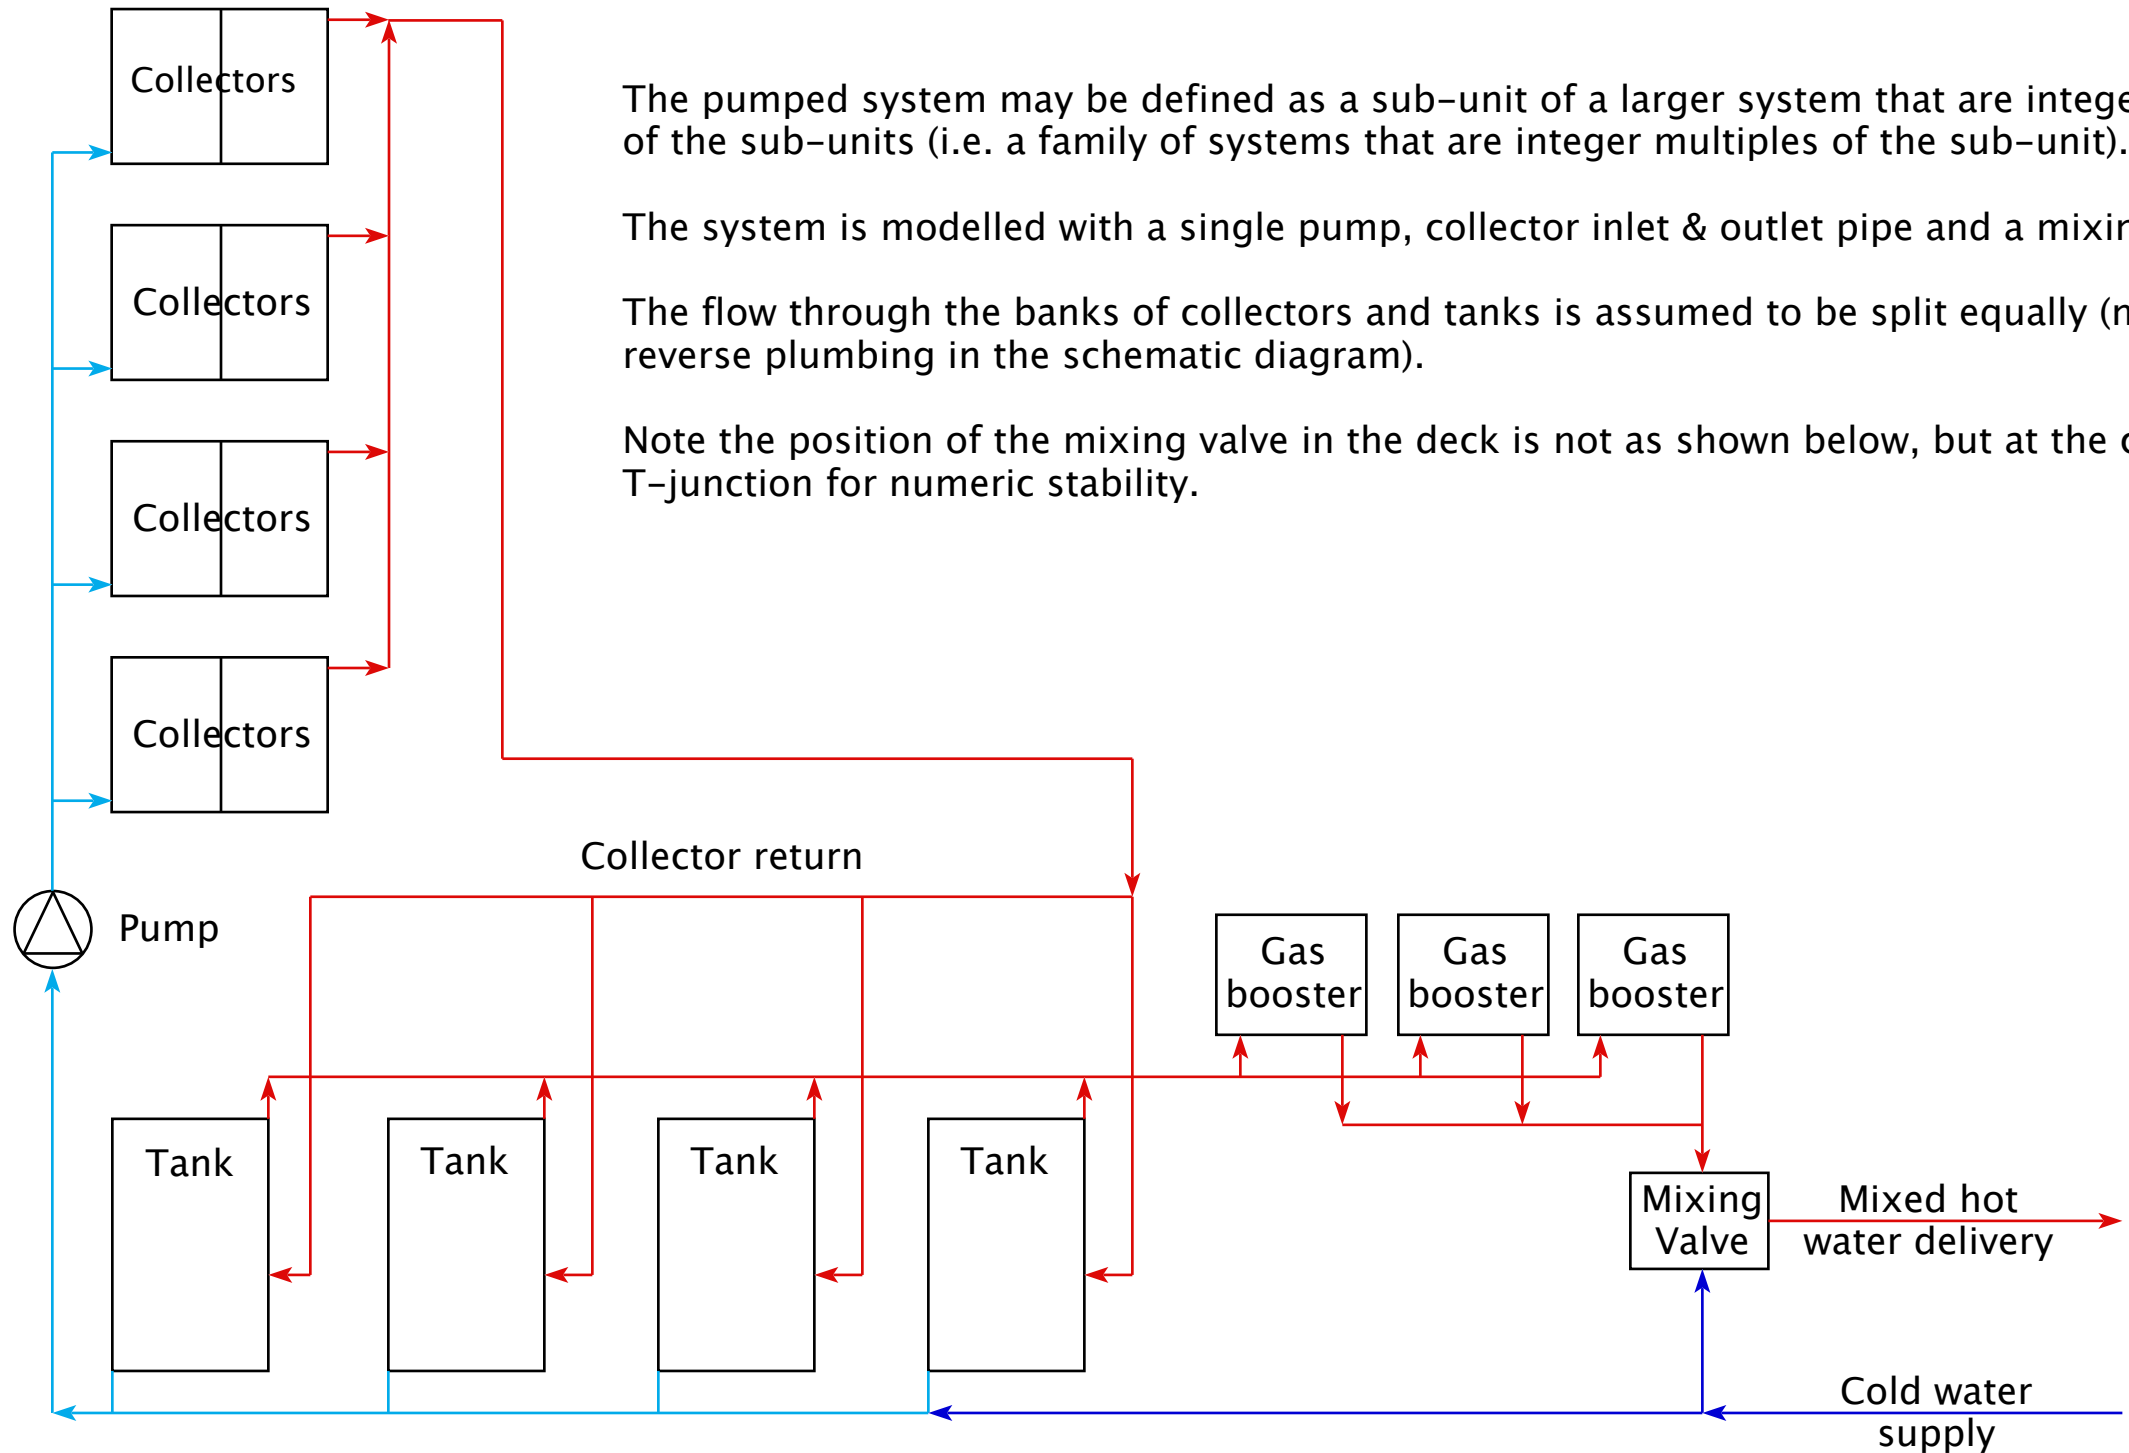 Collectors
The pumped system may be defined as a sub-unit of a larger system that are
of the sub-units (i.e. a family of systems that are integer multiples of the sub-unit).
The system is modelled with a single pump, collector inlet & outlet pipe and a
Collectors
The flow through the banks of collectors and tanks is assumed to be split equally
reverse plumbing in the schematic diagram).
Note the position of the mixing valve in the deck is not as shown below, but at the
T-junction for numeric stability.
Collectors
Collectors
Collector return
Pump
Gas
booster
Gas
booster
Gas
booster
Tank
Tank
Tank
Tank
Mixing
Valve
Mixed hot
water delivery
Cold water
supply